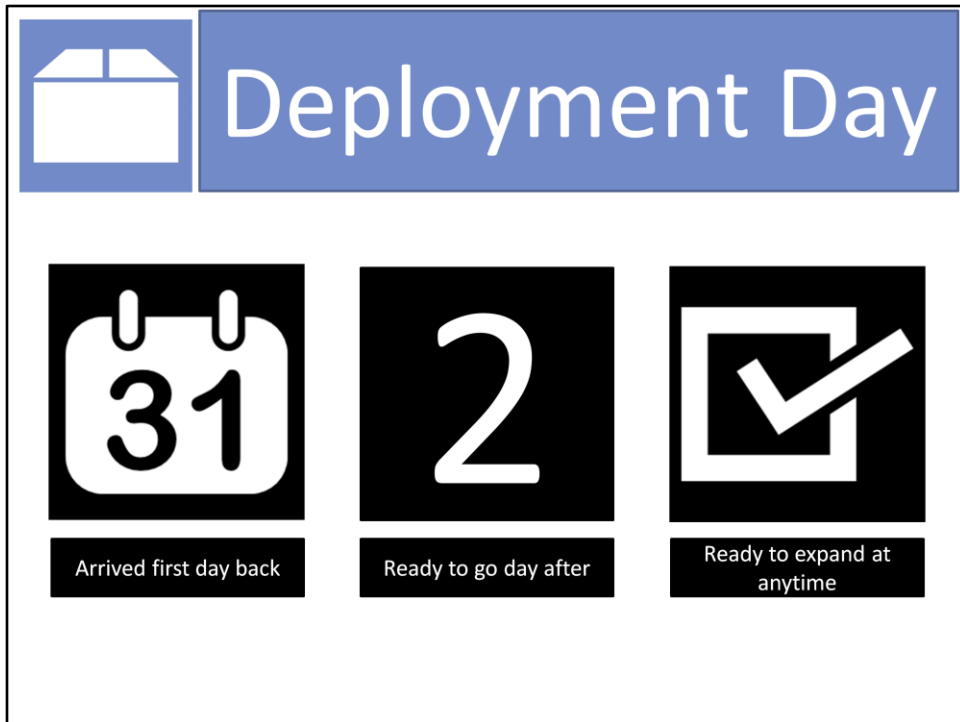 Deployment Day
31
2
Arrived first day back
Ready to go day after
Ready to expand at
anytime